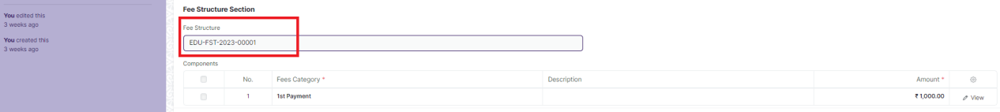 You edited this
3 weeks ago
You created this
3 weeks ago
Fee Structure Section
Fee Structure
EDU-FST-2023-00001
Components
No. Fees Category * Description Amount *
1 1st Payment ₹ 1,000.00 View